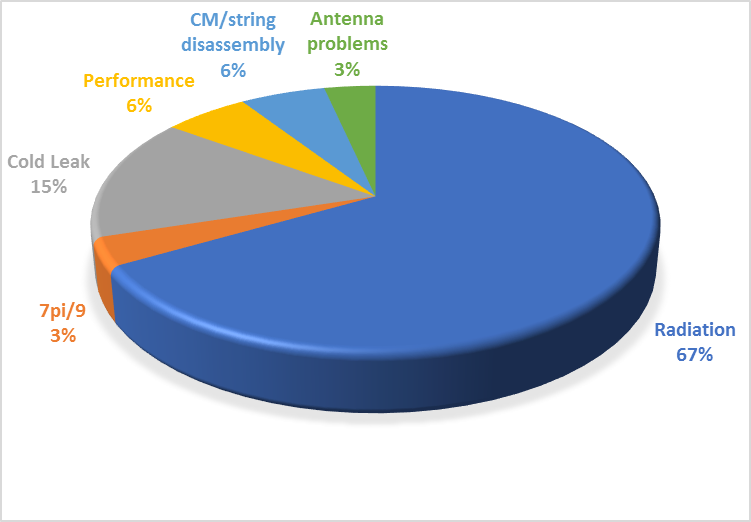 CM/string
disassembly
6%
Antenna
problems
3%
Performance
6%
Cold Leak
15%
7pi/9
3%
Radiation
67%